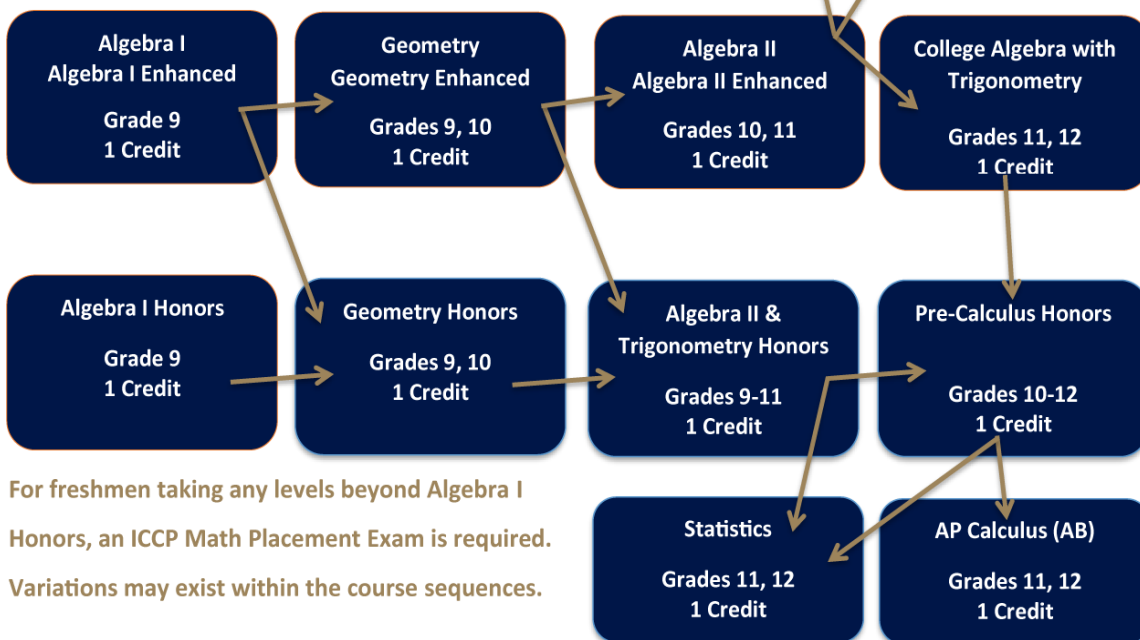 Algebra I
Algebra I Enhanced
Grade 9
1 Credit
Geometry
Geometry Enhanced
Grades 9, 10
1 Credit
Algebra II
Algebra II Enhanced
Grades 10, 11
1 Credit
College Algebra with
Trigonometry
Grades 11, 12
1 Credit
Algebra I Honors
Grade 9
1 Credit
Geometry Honors
Grades 9, 10
1 Credit
Algebra II &
Trigonometry Honors
Grades 9-11
1 Credit
Pre-Calculus Honors
Grades 10-12
1 Credit
For freshmen taking any levels beyond Algebra I
Honors, an ICCP Math Placement Exam is required.
Variations may exist within the course sequences.
Statistics
Grades 11, 12
1 Credit
AP Calculus (AB)
Grades 11, 12
1 Credit